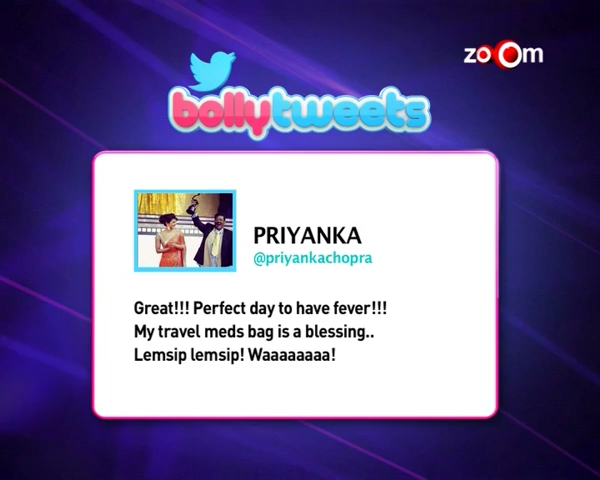 zoOm
bollytweets
PRIYANKA
@priyankachopra
Great!!! Perfect day to have fever!!!
My travel meds bag is a blessing..
Lemsip lemsip! Waaaaaaaa!